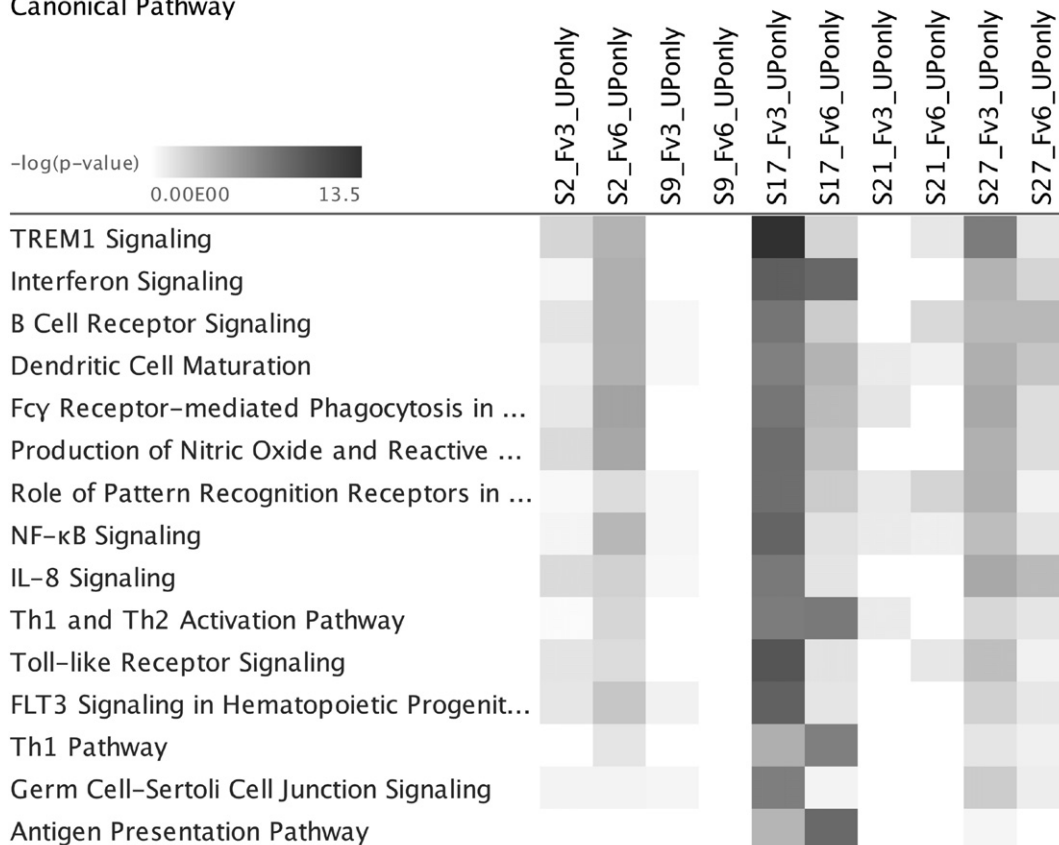 Canonical Pathway
S2_Fv3_UPonly
S2_Fv6_UPonly
S9_Fv3_UPonly
S9_Fv6_UPonly
S17_Fv3_UPonly
S17_Fv6_UPonly
S21_Fv3_UPonly
S21_Fv6_UPonly
S27_Fv3_UPonly
S27_Fv6_UPonly
-log(p-value)
0.00E00 13.5
TREM1 Signaling
Interferon Signaling
B Cell Receptor Signaling
Dendritic Cell Maturation
Fcγ Receptor-mediated Phagocytosis in ...
Production of Nitric Oxide and Reactive ...
Role of Pattern Recognition Receptors in ...
NF-κB Signaling
IL-8 Signaling
Th1 and Th2 Activation Pathway
Toll-like Receptor Signaling
FLT3 Signaling in Hematopoietic Progenit...
Th1 Pathway
Germ Cell-Sertoli Cell Junction Signaling
Antigen Presentation Pathway